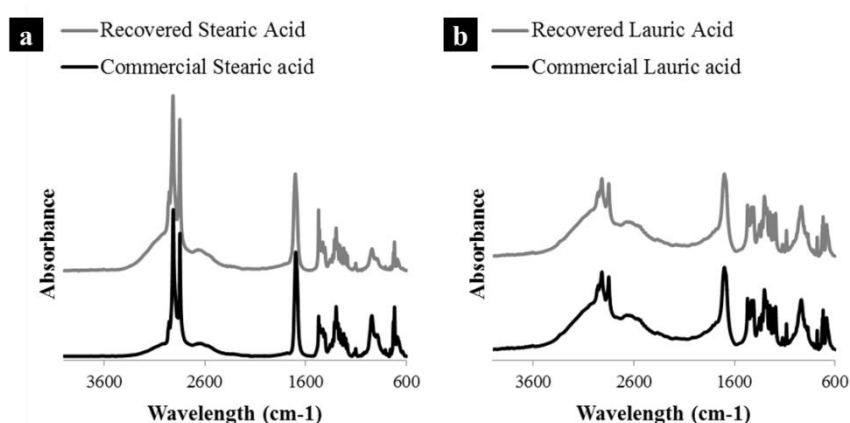 a
Recovered Stearic Acid
Commercial Stearic acid
Absorbance
3600 2600 1600 600
Wavelength (cm-1)
b
Recovered Lauric Acid
Commercial Lauric acid
Absorbance
3600 2600 1600 600
Wavelength (cm-1)